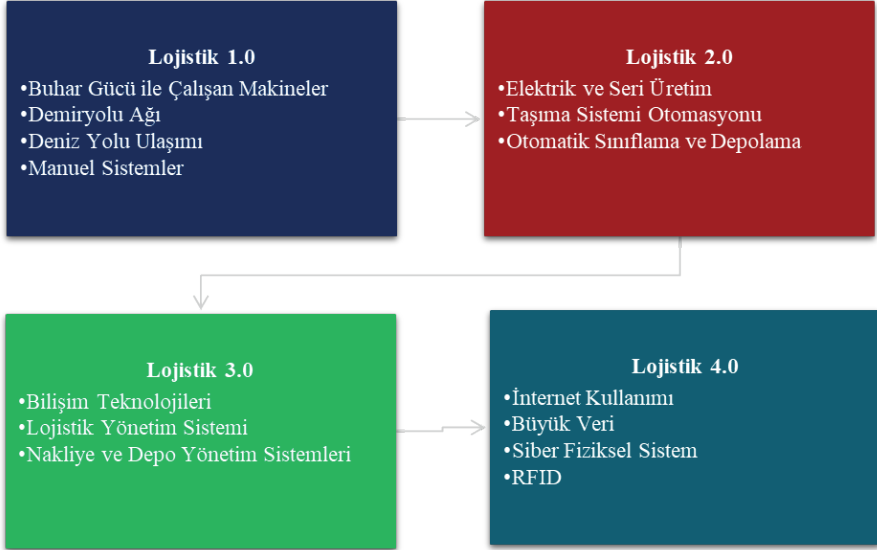 Lojistik 1.0
•Buhar Gücü ile Çalışan Makineler
•Demiryolu Ağı
•Deniz Yolu Ulaşımı
•Manuel Sistemler
Lojistik 2.0
•Elektrik ve Seri Üretim
•Taşıma Sistemi Otomasyonu
•Otomatik Sınıflama ve Depolama
Lojistik 3.0
•Bilişim Teknolojileri
•Lojistik Yönetim Sistemi
•Nakliye ve Depo Yönetim Sistemleri
Lojistik 4.0
•İnternet Kullanımı
•Büyük Veri
•Siber Fiziksel Sistem
•RFID